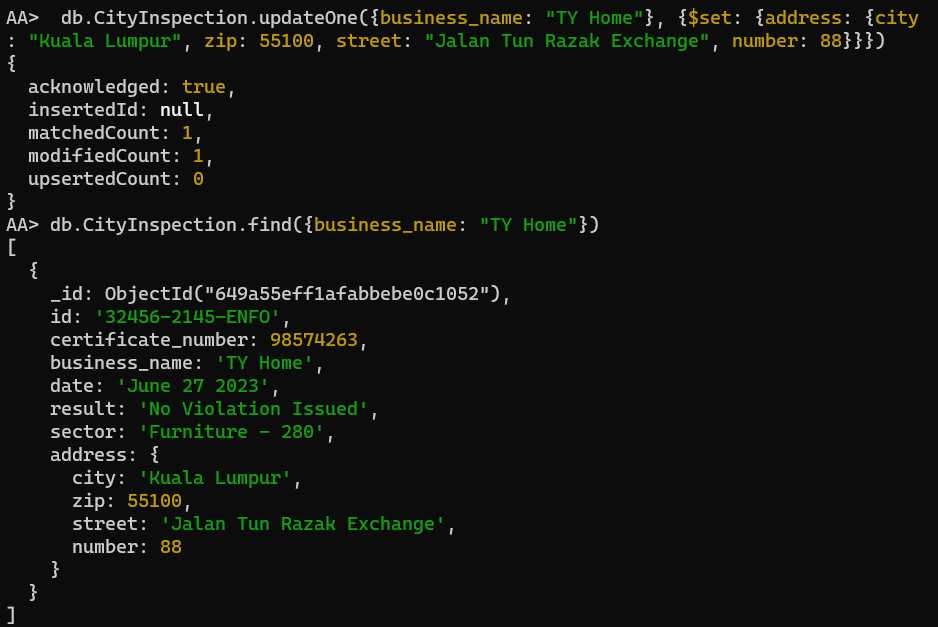 AA>  db.CityInspection.updateOne({business_name: "TY Home"}, {$set: {address: {city
: "Kuala Lumpur", zip: 55100, street: "Jalan Tun Razak Exchange", number: 88}}})
{
  acknowledged: true,
  insertedId: null,
  matchedCount: 1,
  modifiedCount: 1,
  upsertedCount: 0
}
AA> db.CityInspection.find({business_name: "TY Home"})
[
  {
    _id: ObjectId("649a55eff1afabbebe0c1052"),
    id: '32456-2145-ENFO',
    certificate_number: 98574263,
    business_name: 'TY Home',
    date: 'June 27 2023',
    result: 'No Violation Issued',
    sector: 'Furniture - 280',
    address: {
      city: 'Kuala Lumpur',
      zip: 55100,
      street: 'Jalan Tun Razak Exchange',
      number: 88
    }
  }
]